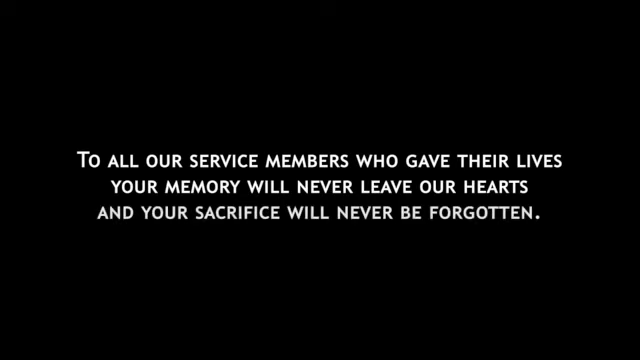 To all our service members who gave their lives
your memory will never leave our hearts
and your sacrifice will never be forgotten.